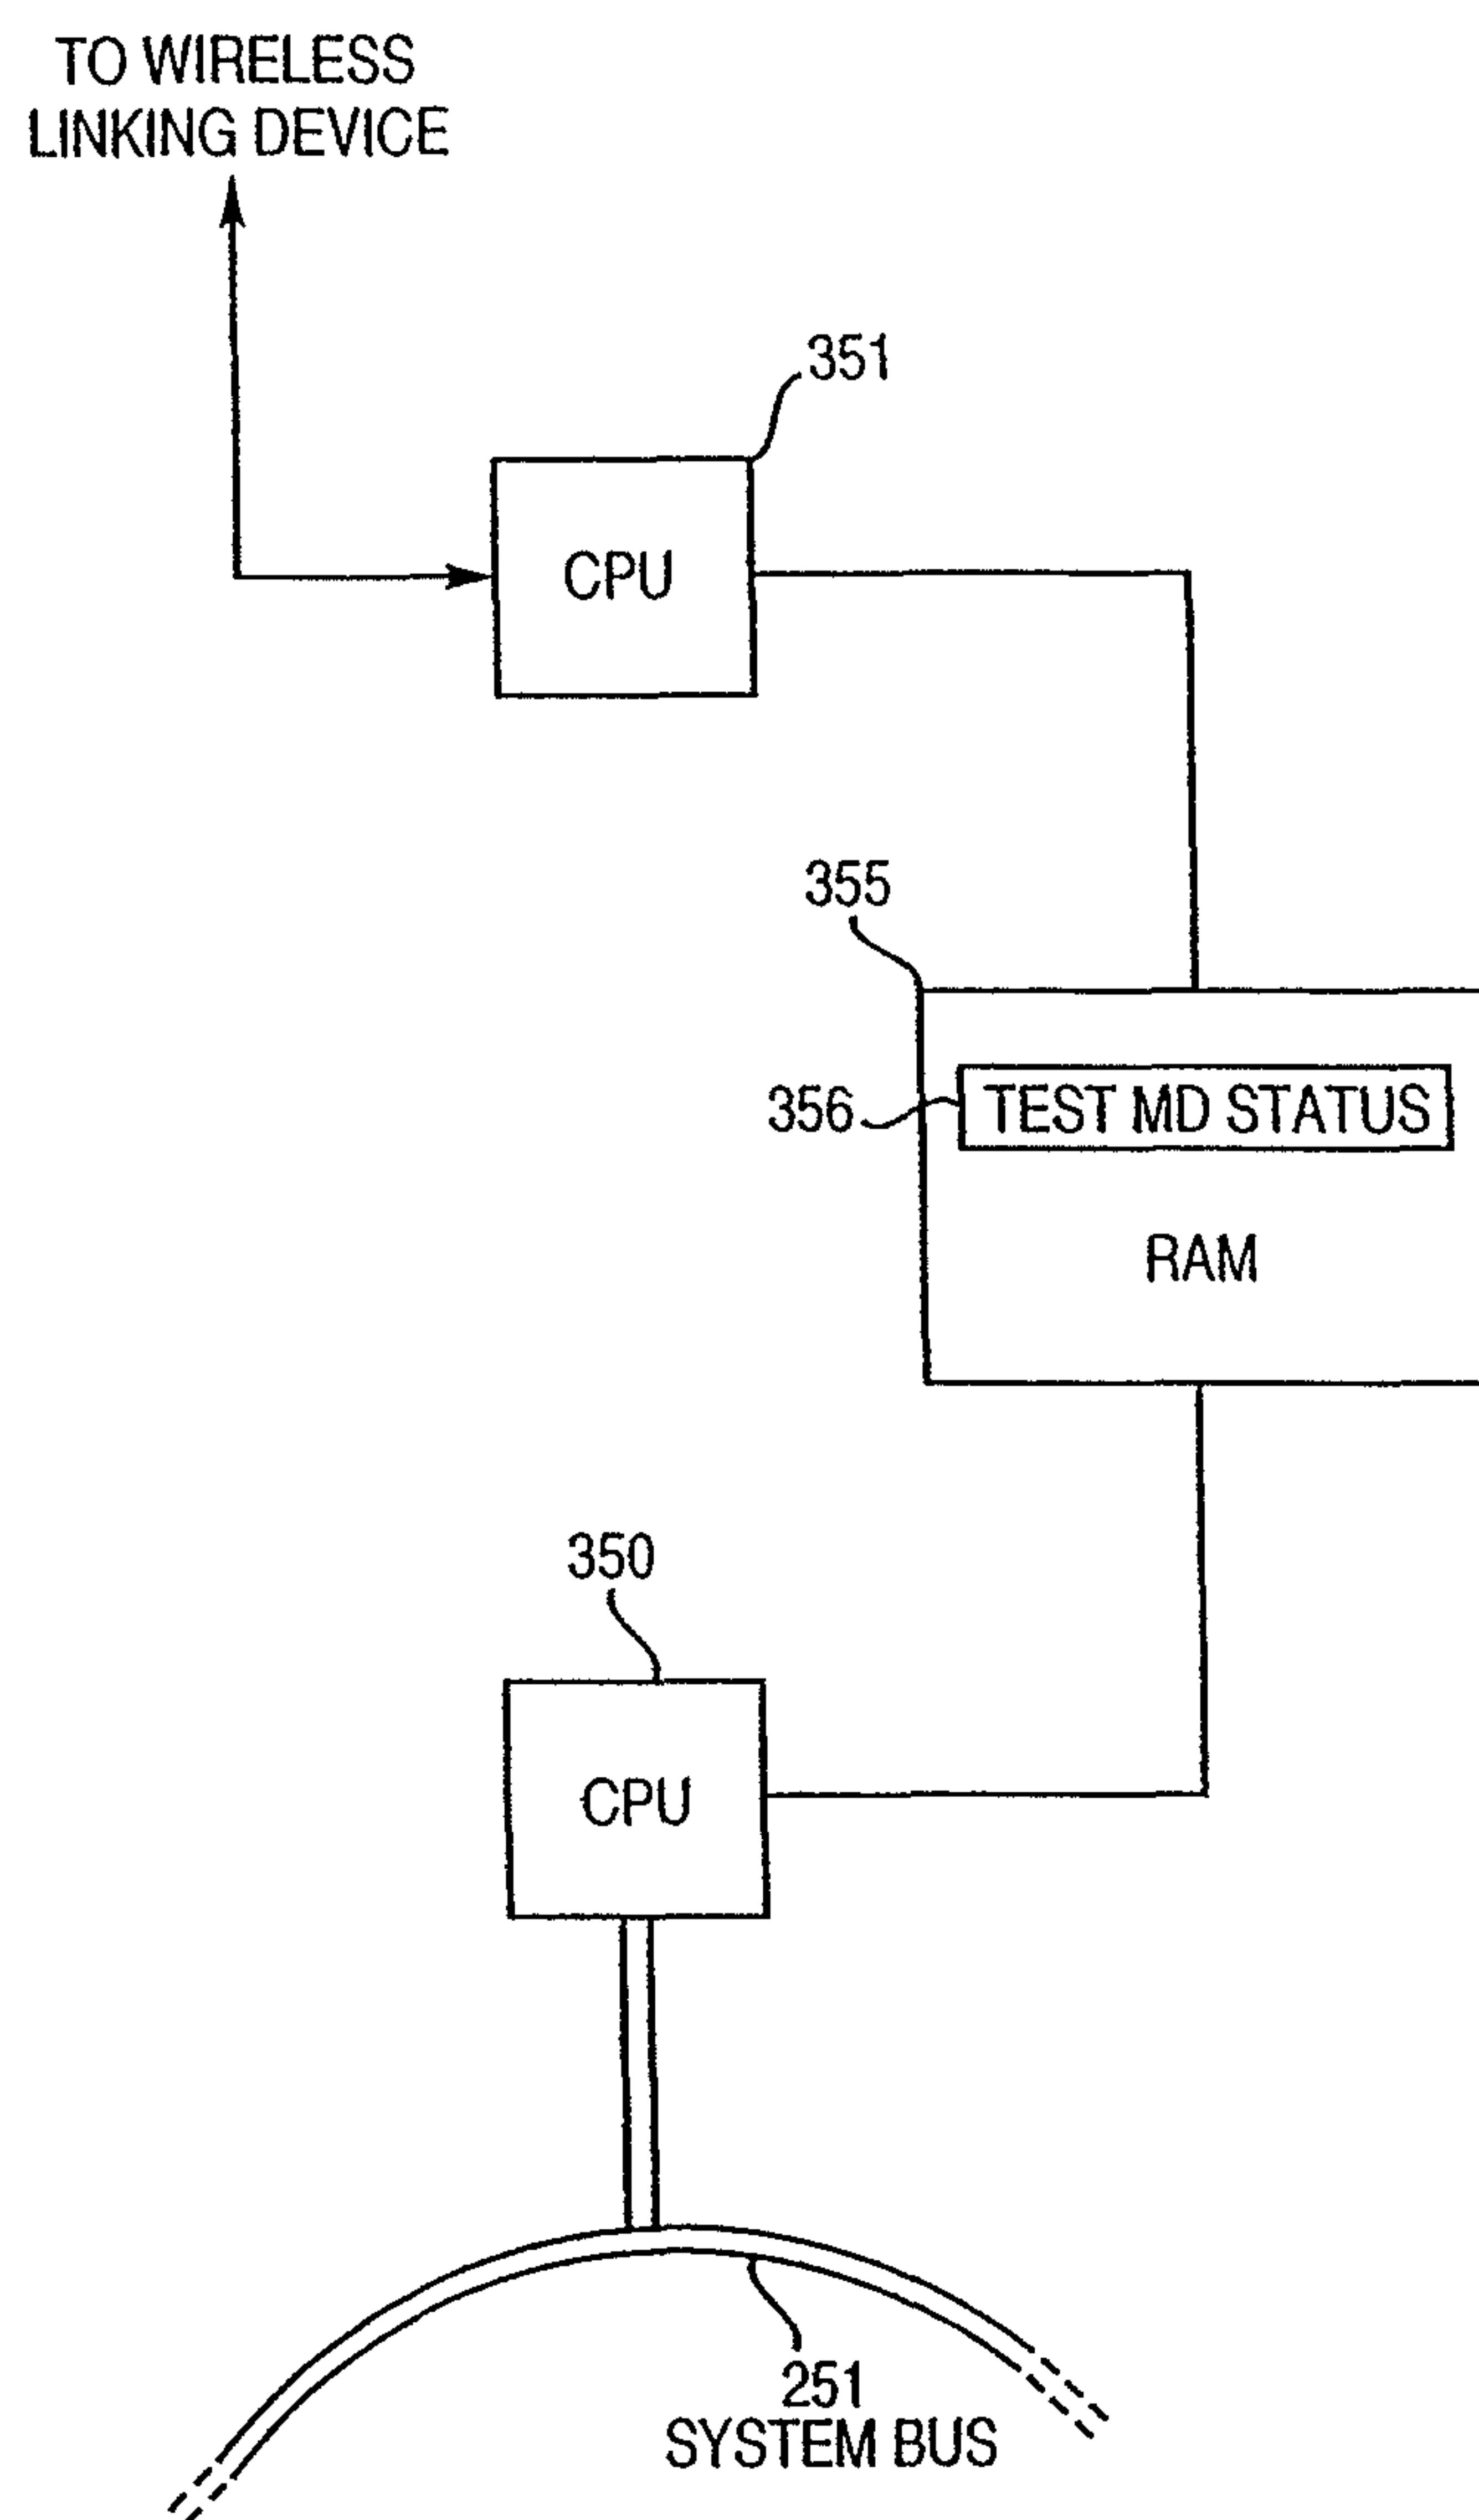 TO WIRELESS
LINKING DEVICE
351
CPU
355
356
TEST MD STATUS
RAM
350
CPU
251
SYSTEM BUS